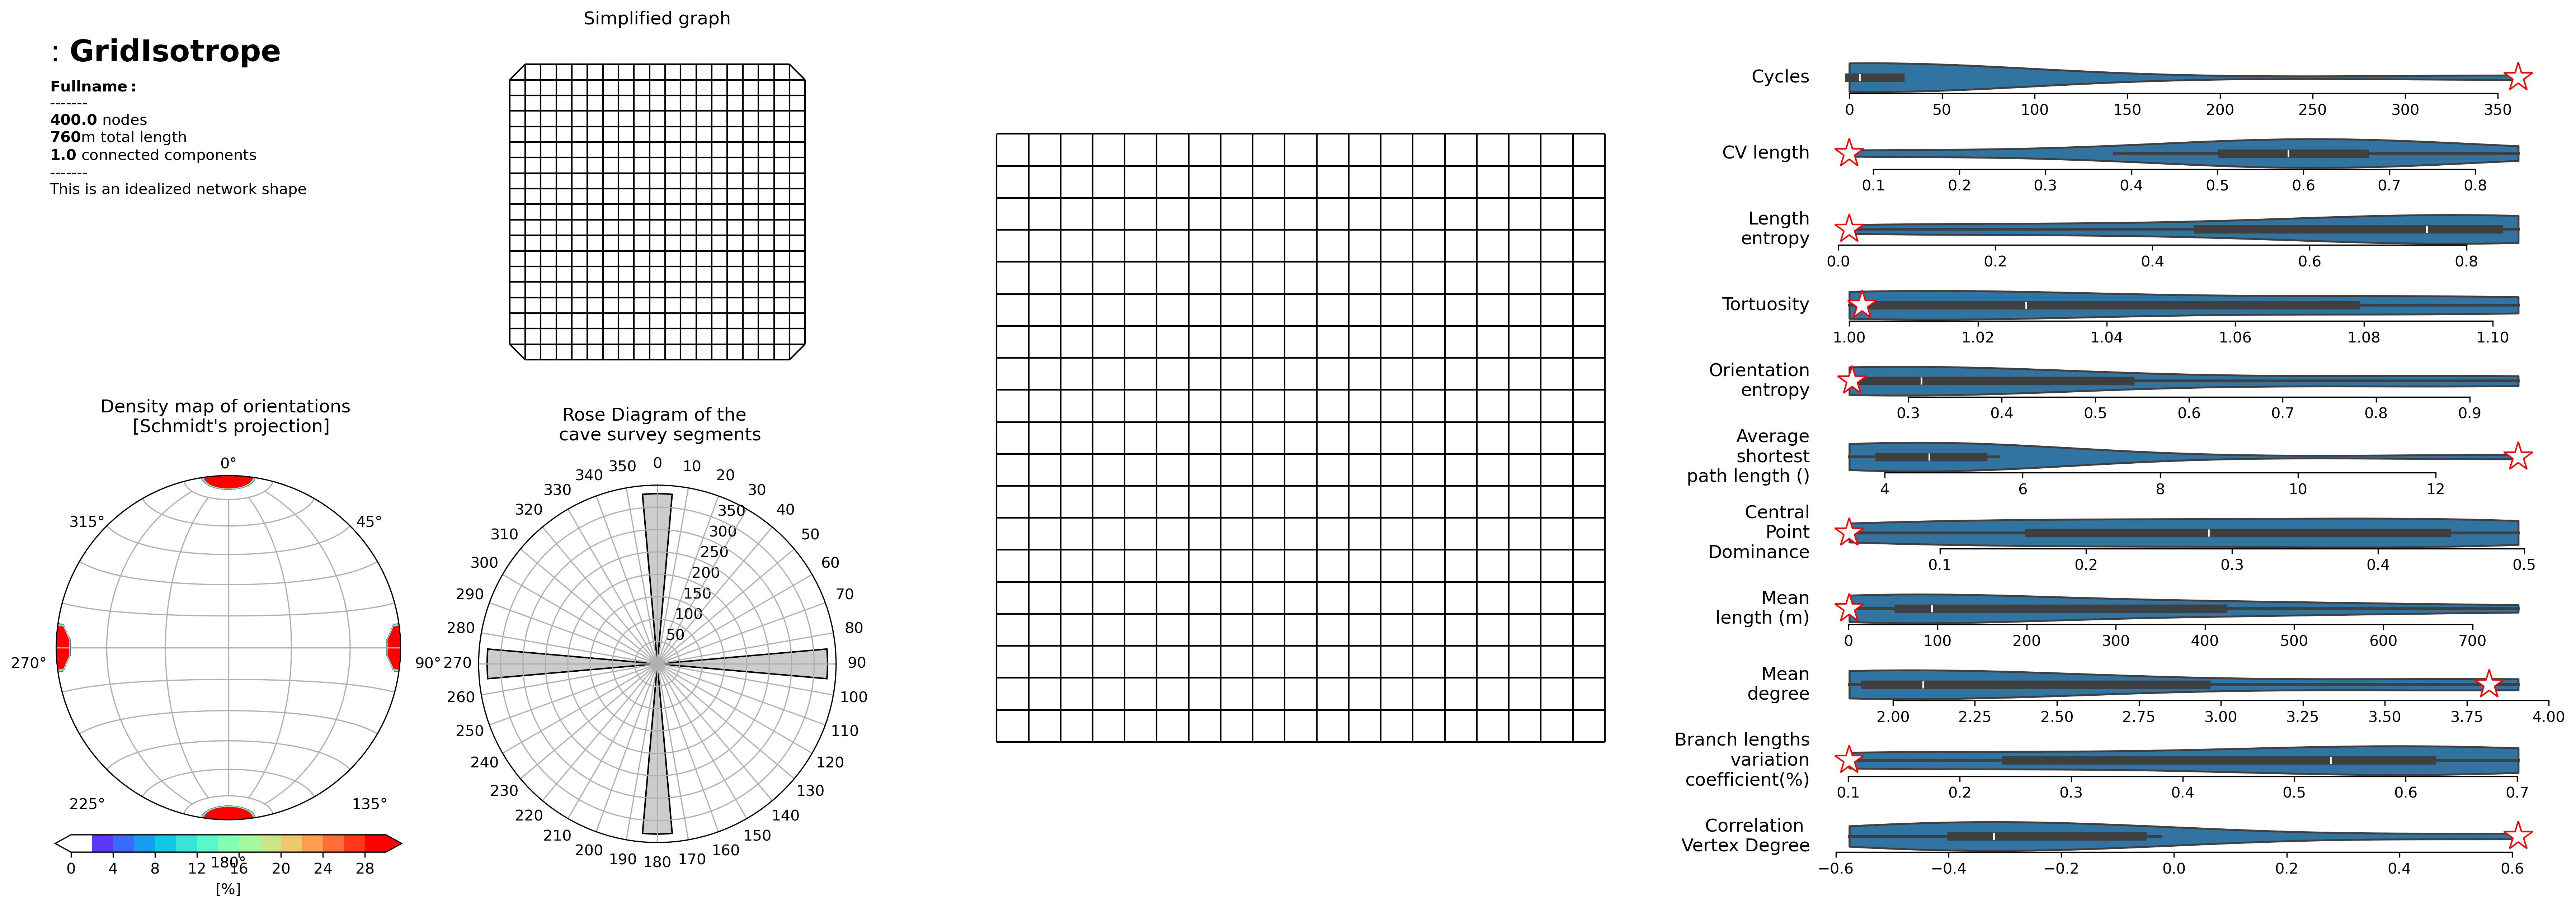 : GridIsotrope
Fullname:
-------
400.0 nodes
760m total length
1.0 connected components
-------
This is an idealized network shape
Simplified graph
Density map of orientations
[Schmidt's projection]
0°
45°
90°
135°
180°
225°
270°
315°
0 4 8 12 16 20 24 28
[%]
Rose Diagram of the
cave survey segments
0 10 20 30 40 50 60 70 80 90 100 110 120 130 140 150 160 170 180 190 200 210 220 230 240 250 260 270 280 290 300 310 320 330 340 350
50 100 150 200 250 300 350
Cycles
0 50 100 150 200 250 300 350
CV length
0.1 0.2 0.3 0.4 0.5 0.6 0.7 0.8
Length
entropy
0.0 0.2 0.4 0.6 0.8
Tortuosity
1.00 1.02 1.04 1.06 1.08 1.10
Orientation
entropy
0.3 0.4 0.5 0.6 0.7 0.8 0.9
Average
shortest
path length ()
4 6 8 10 12
Central
Point
Dominance
0.1 0.2 0.3 0.4 0.5
Mean
length (m)
0 100 200 300 400 500 600 700
Mean
degree
2.00 2.25 2.50 2.75 3.00 3.25 3.50 3.75 4.00
Branch lengths
variation
coefficient(%)
0.1 0.2 0.3 0.4 0.5 0.6 0.7
Correlation
Vertex Degree
−0.6 −0.4 −0.2 0.0 0.2 0.4 0.6